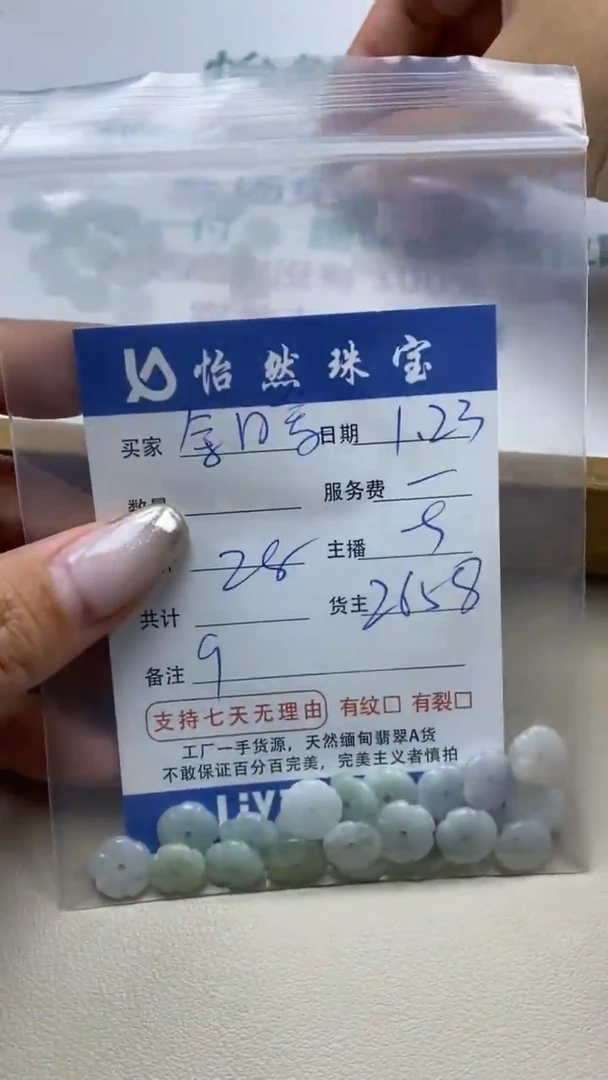 怡然珠宝
买家 日期 1.23
数量 服务费 一
28 主播 9
共计 货主 2658
备注 9
支持七天无理由 有纹□ 有裂□
工厂一手货源，天然缅甸翡翠A货
不敢保证百分百完美，完美主义者慎拍